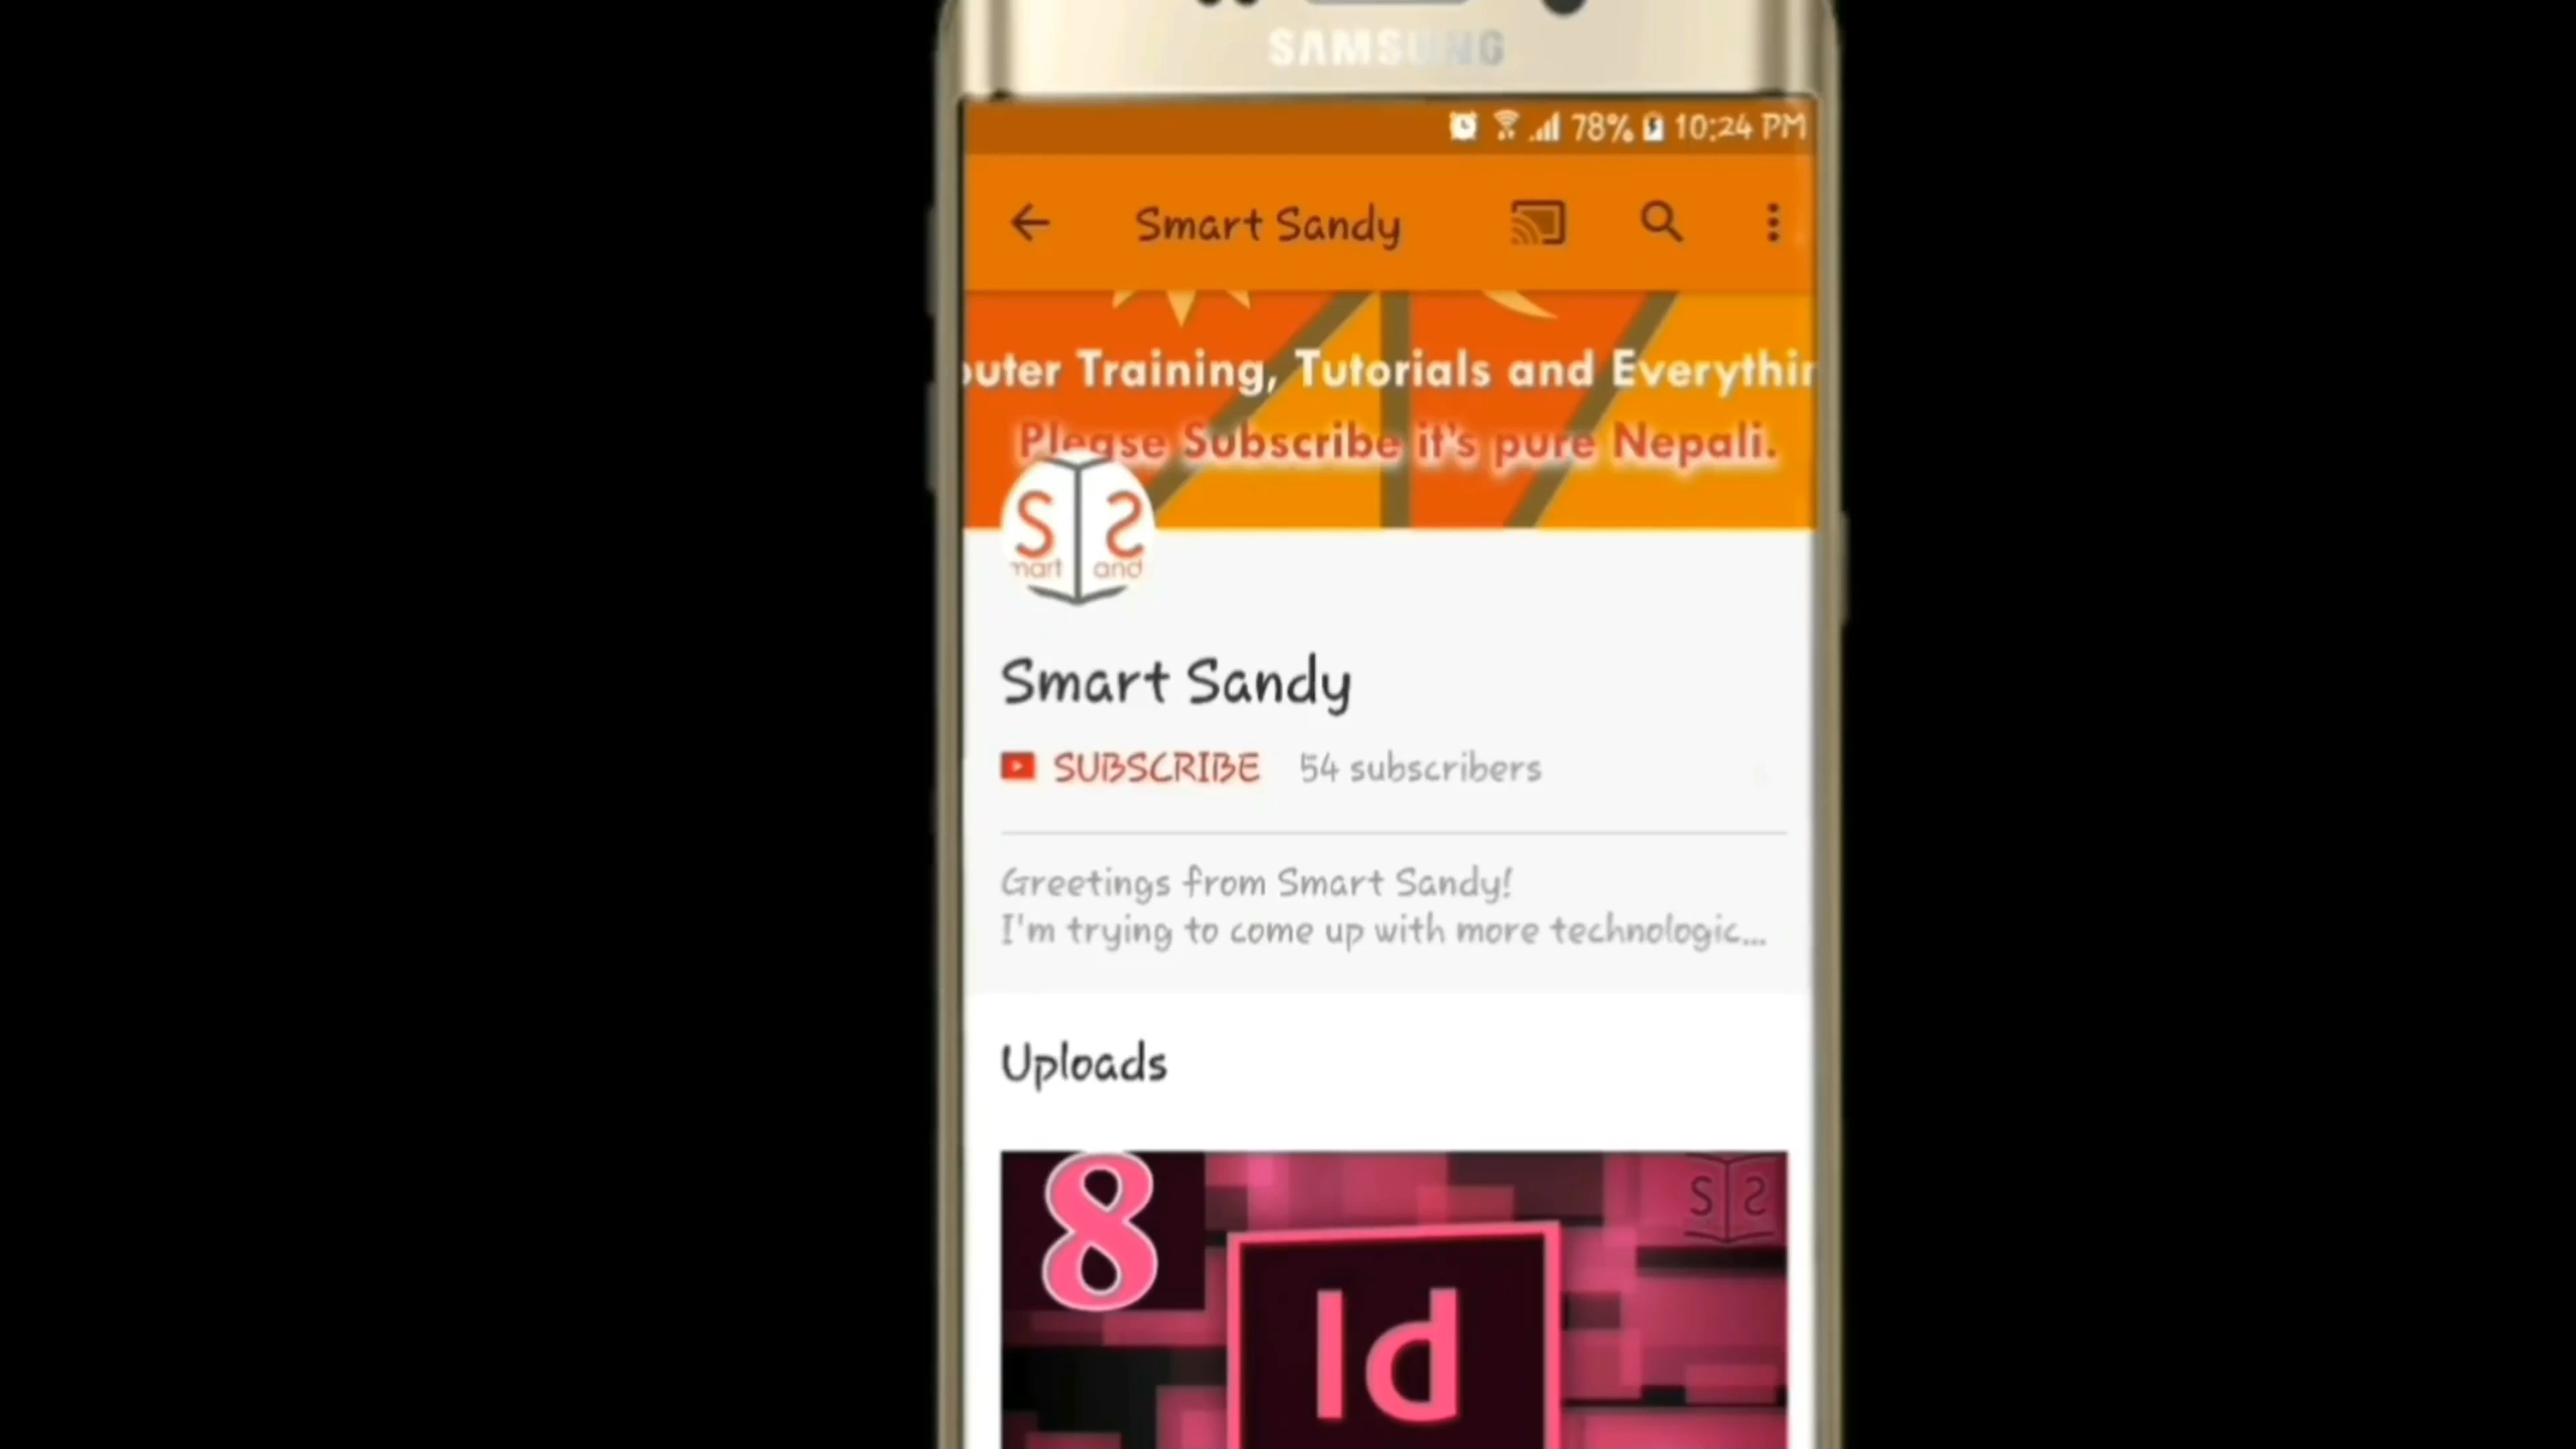 SAMSUNG
78% 10:24 PM
Smart Sandy
outer Training, Tutorials and Everythin
Please Subscribe it's pure Nepali.
S S
mart and
Smart Sandy
SUBSCRIBE 54 subscribers
Greetings from Smart Sandy!
I'm trying to come up with more technologic...
Uploads
8
S S
Id